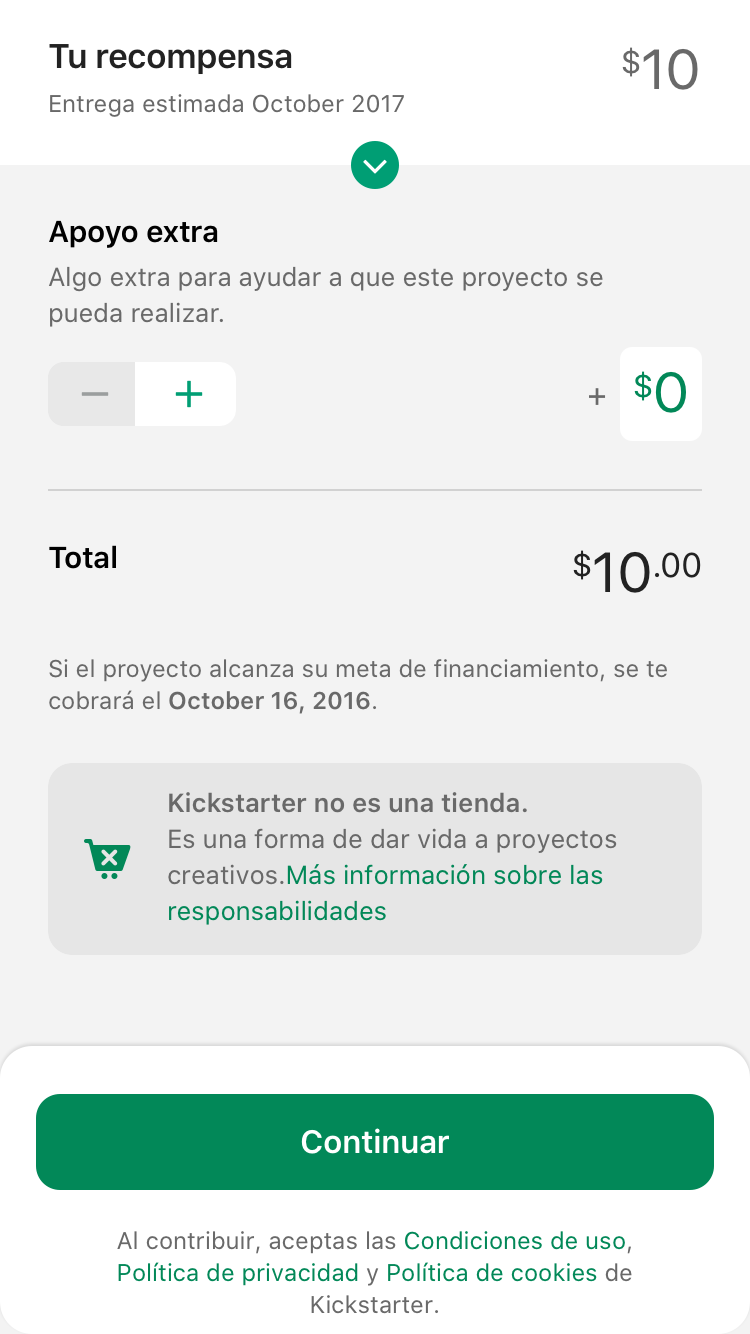 Tu recompensa
$10
Entrega estimada October 2017
Apoyo extra
Algo extra para ayudar a que este proyecto se
pueda realizar.
+ $0
Total
$10.00
Si el proyecto alcanza su meta de financiamiento, se te
cobrará el October 16, 2016.
Kickstarter no es una tienda.
Es una forma de dar vida a proyectos
creativos.Más información sobre las
responsabilidades
Continuar
Al contribuir, aceptas las Condiciones de uso,
Política de privacidad y Política de cookies de
Kickstarter.